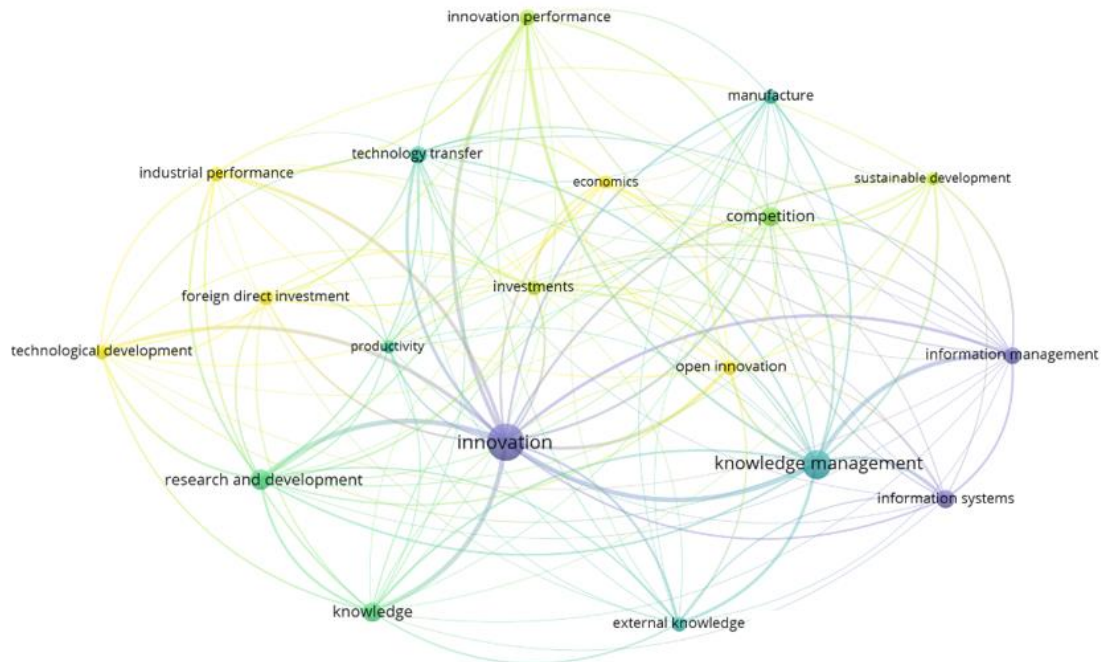 innovation performance
manufacture
technology transfer
industrial performance
economics
sustainable development
competition
investments
foreign direct investment
productivity
technological development
information management
open innovation
innovation
knowledge management
research and development
information systems
knowledge
external knowledge